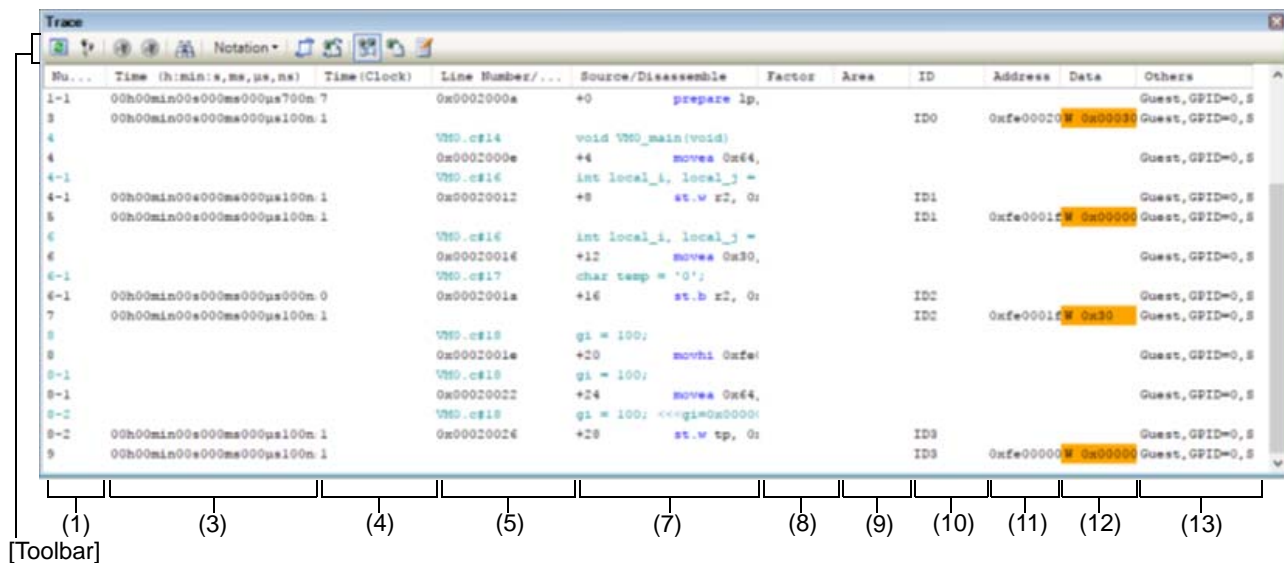 Trace
Notation
Nu... Time (h:min:s,ms,µs,ns) Time(Clock) Line Number/... Source/Disassemble Factor Area ID Address Data Others
1-1 00h00min00s000ms000µs700n: 7 0x0002000a +0 prepare lp, Guest,GPID=0,S
3 00h00min00s000ms000µs100n: 1 ID0 0xfe00020 W 0x00030 Guest,GPID=0,S
4 VM0.c#14 void VM0_main(void)
4 0x0002000e +4 movea 0x64, Guest,GPID=0,S
4-1 VM0.c#16 int local_i, local_j =
4-1 00h00min00s000ms000µs100n: 1 0x00020012 +8 st.w r2, 0: ID1 Guest,GPID=0,S
5 00h00min00s000ms000µs100n: 1 ID1 0xfe0001f W 0x00000 Guest,GPID=0,S
6 VM0.c#16 int local_i, local_j =
6 0x00020016 +12 movea 0x30, Guest,GPID=0,S
6-1 VM0.c#17 char temp = '0';
6-1 00h00min00s000ms000µs000n: 0 0x0002001a +16 st.b r2, 0: ID2 Guest,GPID=0,S
7 00h00min00s000ms000µs100n: 1 ID2 0xfe0001f W 0x30 Guest,GPID=0,S
8 VM0.c#18 gi = 100;
8 0x0002001e +20 movhi 0xfe( Guest,GPID=0,S
8-1 VM0.c#18 gi = 100;
8-1 0x00020022 +24 movea 0x64, Guest,GPID=0,S
8-2 VM0.c#18 gi = 100; <<<gi=0x0000(
8-2 00h00min00s000ms000µs100n: 1 0x00020026 +28 st.w tp, 0: ID3 Guest,GPID=0,S
9 00h00min00s000ms000µs100n: 1 ID3 0xfe00000 W 0x00000 Guest,GPID=0,S
(1) (3) (4) (5) (7) (8) (9) (10) (11) (12) (13)
[Toolbar]